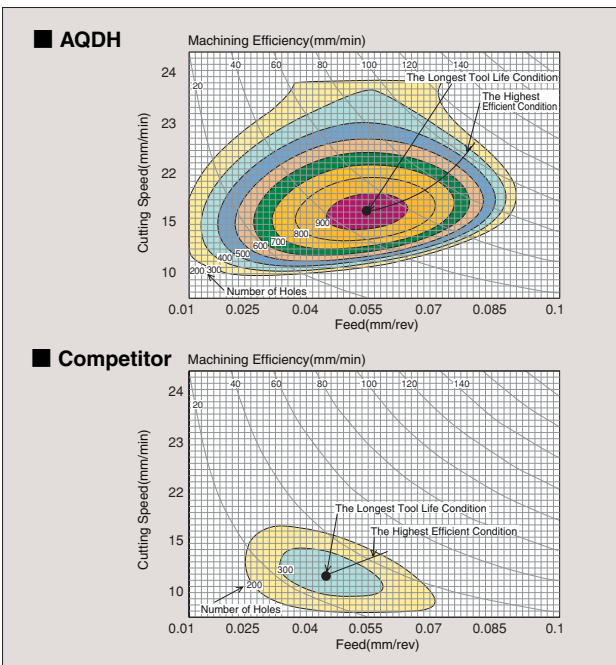 ■ AQDH
Machining Efficiency(mm/min)
20 40 60 80 100 120 140
The Longest Tool Life Condition
The Highest
Efficient Condition
Cutting Speed(mm/min)
24
23
22
15
10
900
800
700
600
500
400
200 300
Number of Holes
0.01 0.025 0.04 0.055 0.07 0.085 0.1
Feed(mm/rev)
■ Competitor
Machining Efficiency(mm/min)
20 40 60 80 100 120 140
Cutting Speed(mm/min)
24
23
22
15
10
The Longest Tool Life Condition
The Highest Efficient Condition
300
200
Number of Holes
0.01 0.025 0.04 0.055 0.07 0.085 0.1
Feed(mm/rev)